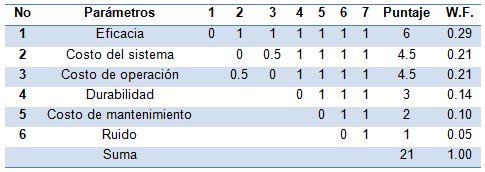 No Parámetros 1 2 3 4 5 6 7 Puntaje W.F.
1 Eficacia 0 1 1 1 1 1 1 6 0.29
2 Costo del sistema 0 0.5 1 1 1 1 4.5 0.21
3 Costo de operación 0.5 0 1 1 1 1 4.5 0.21
4 Durabilidad 0 1 1 1 3 0.14
5 Costo de mantenimiento 0 1 1 2 0.10
6 Ruido 0 1 1 0.05
Suma 21 1.00